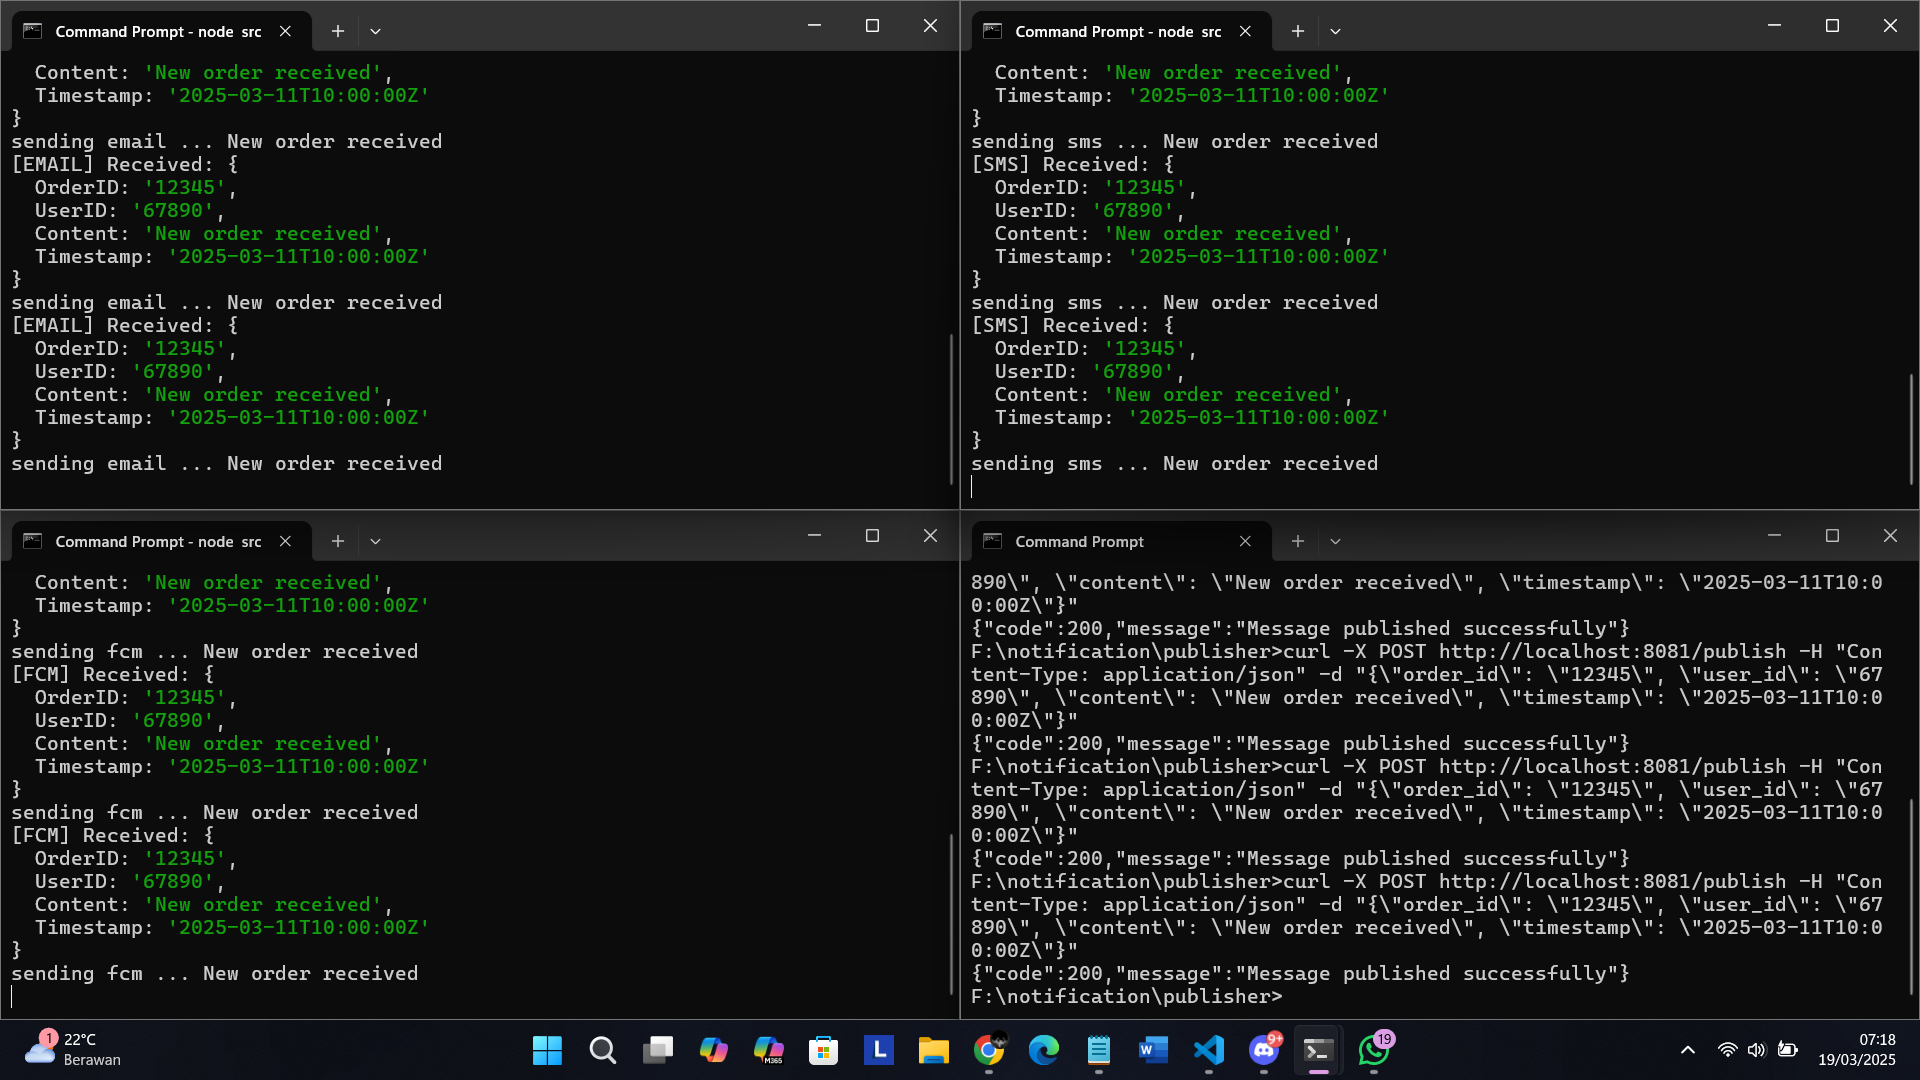 Command Prompt - node  src
  Content: 'New order received',
  Timestamp: '2025-03-11T10:00:00Z'
}
sending email ... New order received
[EMAIL] Received: {
  OrderID: '12345',
  UserID: '67890',
  Content: 'New order received',
  Timestamp: '2025-03-11T10:00:00Z'
}
sending email ... New order received
[EMAIL] Received: {
  OrderID: '12345',
  UserID: '67890',
  Content: 'New order received',
  Timestamp: '2025-03-11T10:00:00Z'
}
sending email ... New order received
Command Prompt - node  src
  Content: 'New order received',
  Timestamp: '2025-03-11T10:00:00Z'
}
sending sms ... New order received
[SMS] Received: {
  OrderID: '12345',
  UserID: '67890',
  Content: 'New order received',
  Timestamp: '2025-03-11T10:00:00Z'
}
sending sms ... New order received
[SMS] Received: {
  OrderID: '12345',
  UserID: '67890',
  Content: 'New order received',
  Timestamp: '2025-03-11T10:00:00Z'
}
sending sms ... New order received
Command Prompt - node  src
  Content: 'New order received',
  Timestamp: '2025-03-11T10:00:00Z'
}
sending fcm ... New order received
[FCM] Received: {
  OrderID: '12345',
  UserID: '67890',
  Content: 'New order received',
  Timestamp: '2025-03-11T10:00:00Z'
}
sending fcm ... New order received
[FCM] Received: {
  OrderID: '12345',
  UserID: '67890',
  Content: 'New order received',
  Timestamp: '2025-03-11T10:00:00Z'
}
sending fcm ... New order received
Command Prompt
890\", \"content\": \"New order received\", \"timestamp\": \"2025-03-11T10:0
0:00Z\"}"
{"code":200,"message":"Message published successfully"}
F:\notification\publisher>curl -X POST http://localhost:8081/publish -H "Con
tent-Type: application/json" -d "{\"order_id\": \"12345\", \"user_id\": \"67
890\", \"content\": \"New order received\", \"timestamp\": \"2025-03-11T10:0
0:00Z\"}"
{"code":200,"message":"Message published successfully"}
F:\notification\publisher>curl -X POST http://localhost:8081/publish -H "Con
tent-Type: application/json" -d "{\"order_id\": \"12345\", \"user_id\": \"67
890\", \"content\": \"New order received\", \"timestamp\": \"2025-03-11T10:0
0:00Z\"}"
{"code":200,"message":"Message published successfully"}
F:\notification\publisher>curl -X POST http://localhost:8081/publish -H "Con
tent-Type: application/json" -d "{\"order_id\": \"12345\", \"user_id\": \"67
890\", \"content\": \"New order received\", \"timestamp\": \"2025-03-11T10:0
0:00Z\"}"
{"code":200,"message":"Message published successfully"}
F:\notification\publisher>
1
22°C
Berawan
M365
L
W
9+
19
07:18
19/03/2025